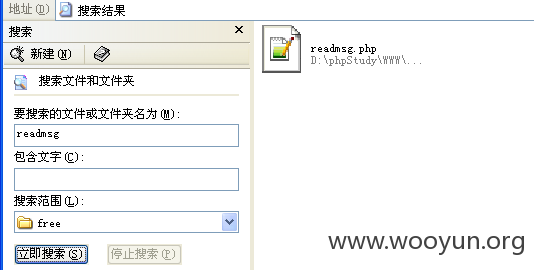 地址(D) 搜索结果
搜索
新建(N)
搜索文件和文件夹
要搜索的文件或文件夹名为(M):
readmsg
包含文字(C):
搜索范围(L):
free
立即搜索(S) 停止搜索(P)
readmsg.php
D:\phpStudy\WWW\...
www.wooyun.org